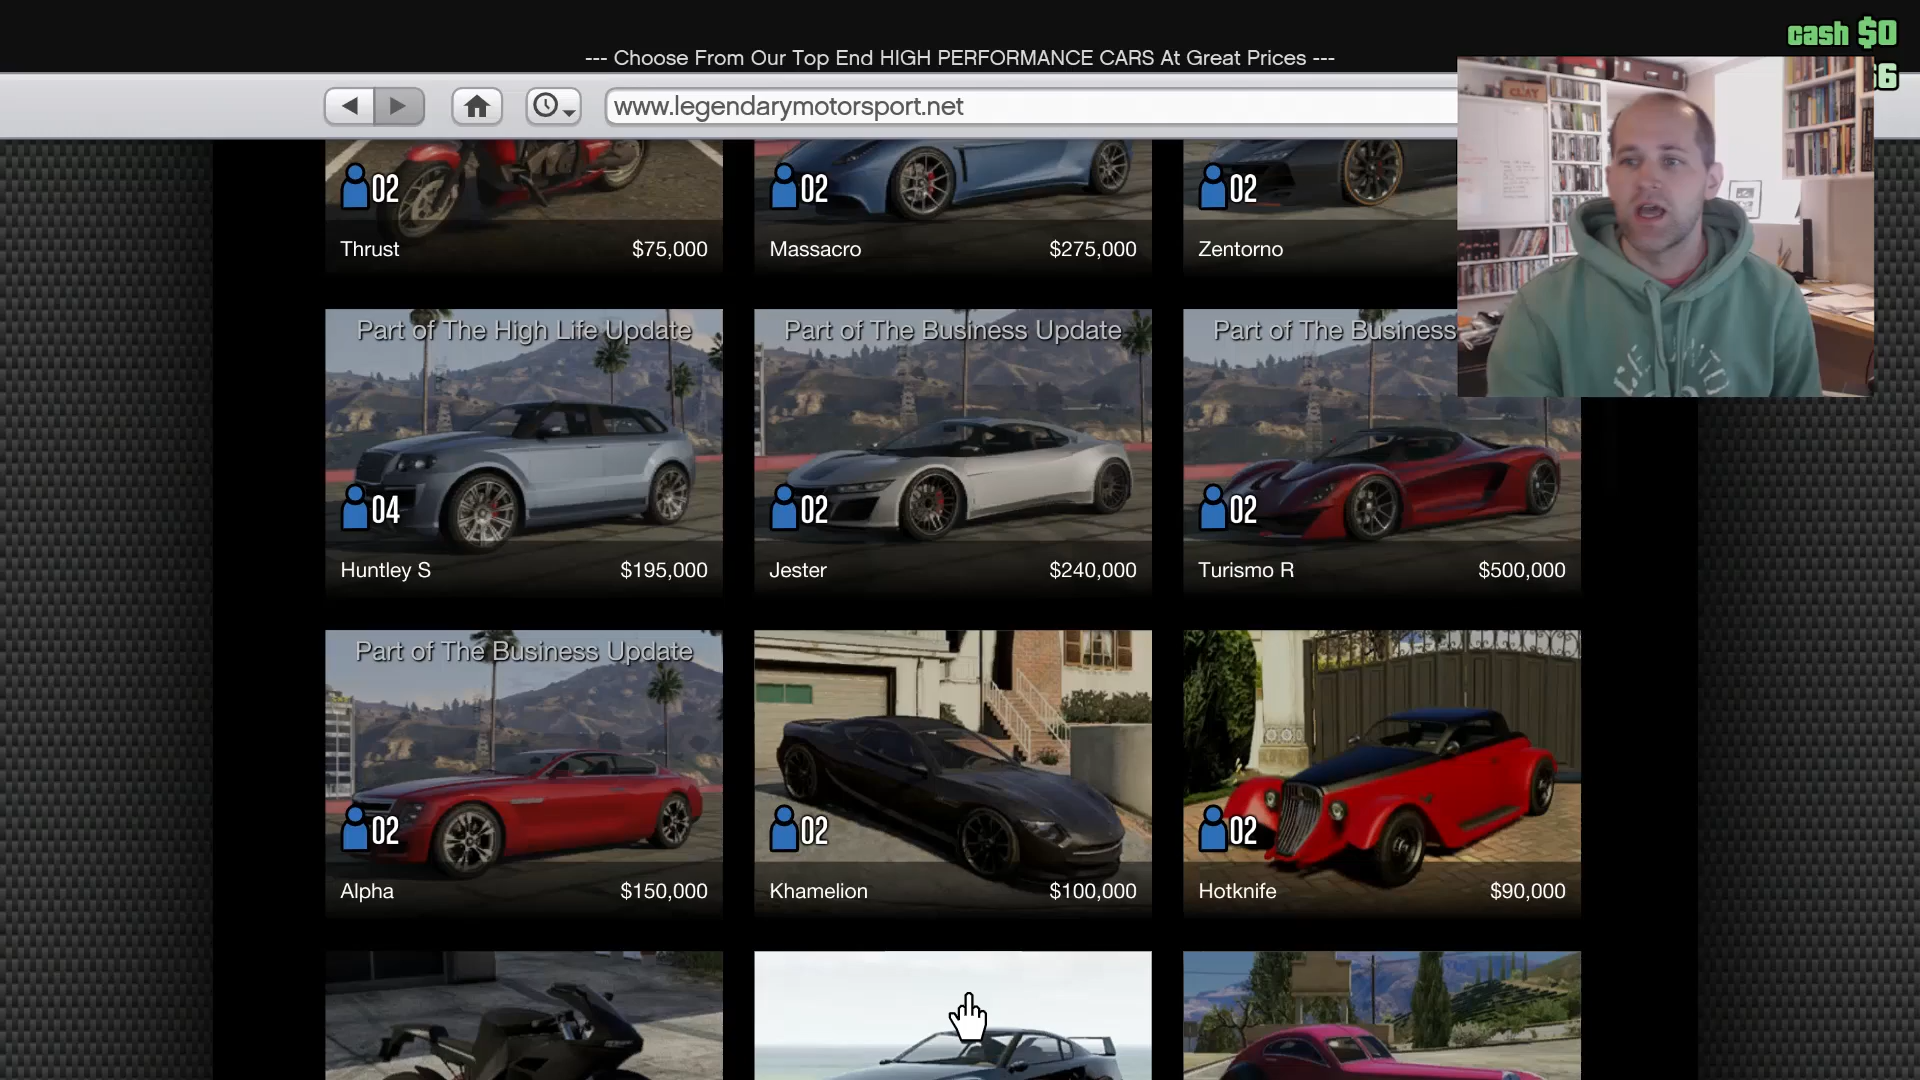 cash $0
--- Choose From Our Top End HIGH PERFORMANCE CARS At Great Prices ---
6
www.legendarymotorsport.net
CLAY
02
02
02
Thrust $75,000
Massacro $275,000
Zentorno
Part of The High Life Update
Part of The Business Update
Part of The Business
04
02
02
Huntley S $195,000
Jester $240,000
Turismo R $500,000
Part of The Business Update
02
02
02
Alpha $150,000
Khamelion $100,000
Hotknife $90,000